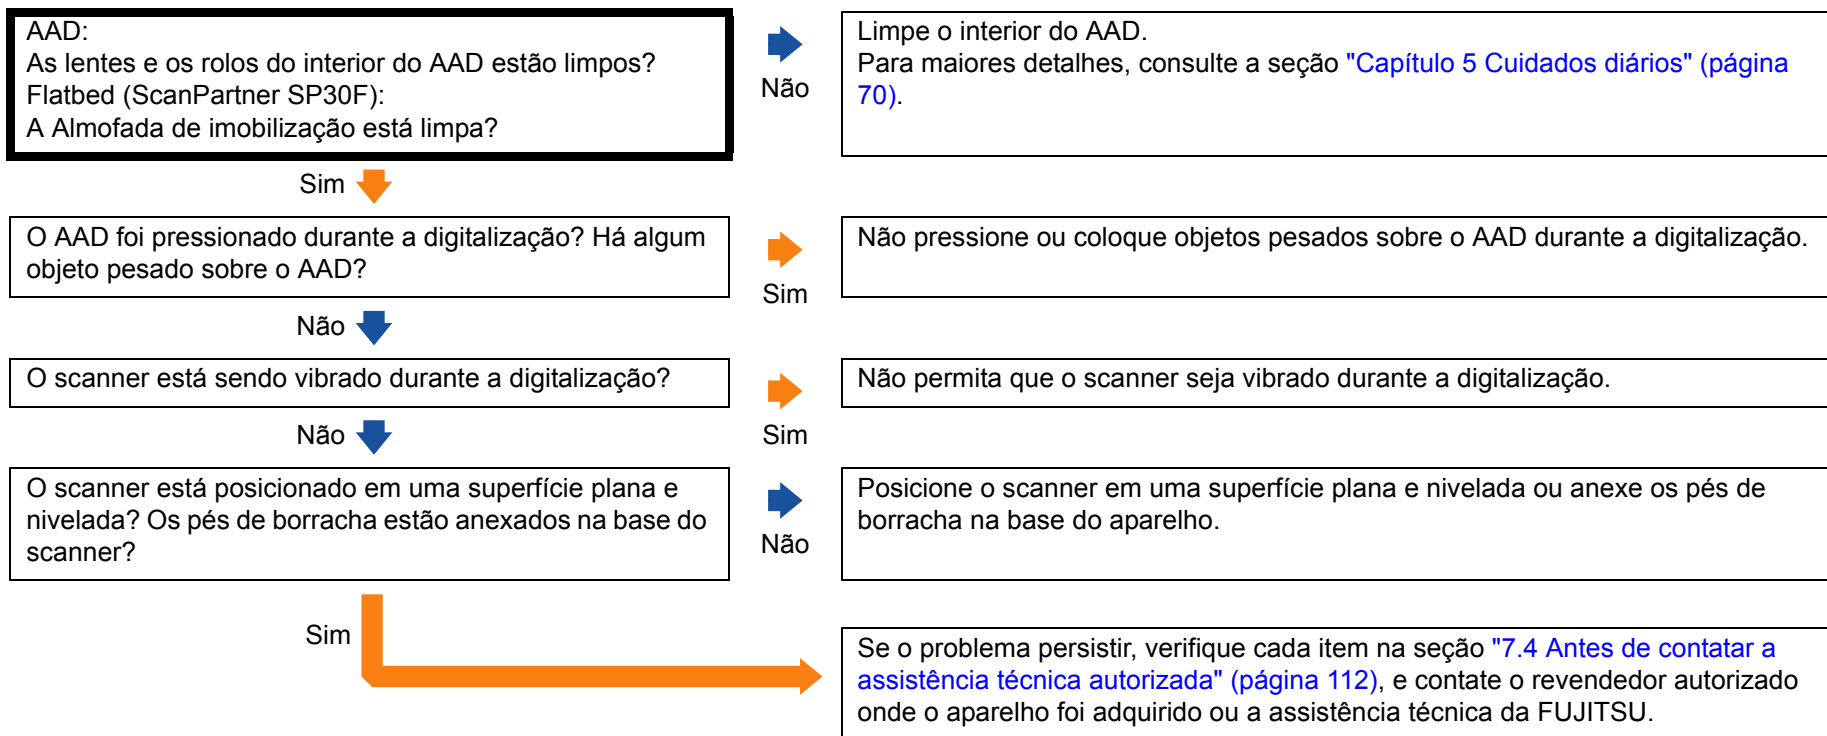 AAD:
As lentes e os rolos do interior do AAD estão limpos?
Flatbed (ScanPartner SP30F):
A Almofada de imobilização está limpa?
Não
Limpe o interior do AAD.
Para maiores detalhes, consulte a seção "Capítulo 5 Cuidados diários" (página
70).
Sim
O AAD foi pressionado durante a digitalização? Há algum
objeto pesado sobre o AAD?
Sim
Não pressione ou coloque objetos pesados sobre o AAD durante a digitalização.
Não
O scanner está sendo vibrado durante a digitalização?
Sim
Não permita que o scanner seja vibrado durante a digitalização.
Não
O scanner está posicionado em uma superfície plana e
nivelada? Os pés de borracha estão anexados na base do
scanner?
Não
Posicione o scanner em uma superfície plana e nivelada ou anexe os pés de
borracha na base do aparelho.
Sim
Se o problema persistir, verifique cada item na seção "7.4 Antes de contatar a
assistência técnica autorizada" (página 112), e contate o revendedor autorizado
onde o aparelho foi adquirido ou a assistência técnica da FUJITSU.